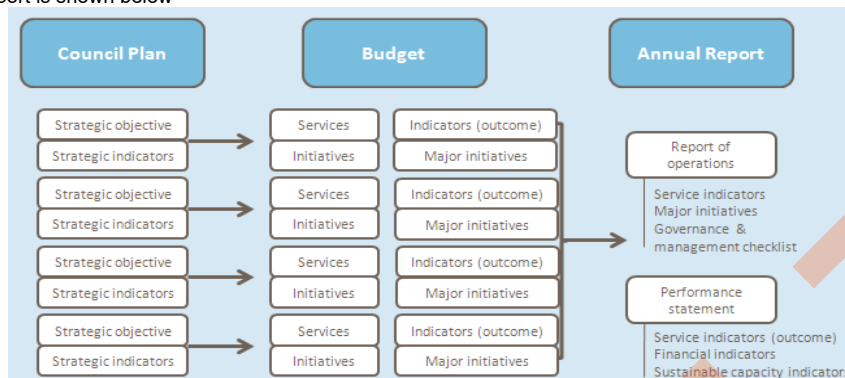 Council Plan
Budget
Annual Report
Strategic objective
Services
Indicators (outcome)
Strategic indicators
Initiatives
Major initiatives
Strategic objective
Services
Indicators (outcome)
Strategic indicators
Initiatives
Major initiatives
Strategic objective
Services
Indicators (outcome)
Strategic indicators
Initiatives
Major initiatives
Strategic objective
Services
Indicators (outcome)
Strategic indicators
Initiatives
Major initiatives
Report of
operations
Service indicators
Major initiatives
Governance &
management checklist
Performance
statement
Service indicators (outcome)
Financial indicators
Sustainable capacity indicators